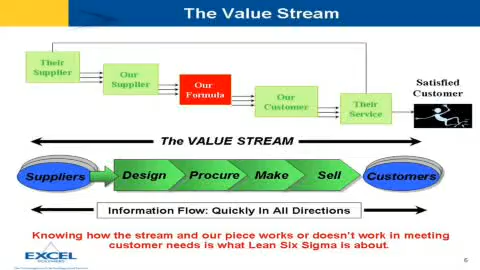 The Value Stream
Their
Supplier
Our
Supplier
Our
Formula
Our
Customer
Their
Service
Satisfied
Customer
The VALUE STREAM
Suppliers
Design
Procure
Make
Sell
Customers
Information Flow: Quickly In All Directions
Knowing how the stream and our piece works or doesn't work in meeting
customer needs is what Lean Six Sigma is about.
EXCEL
6